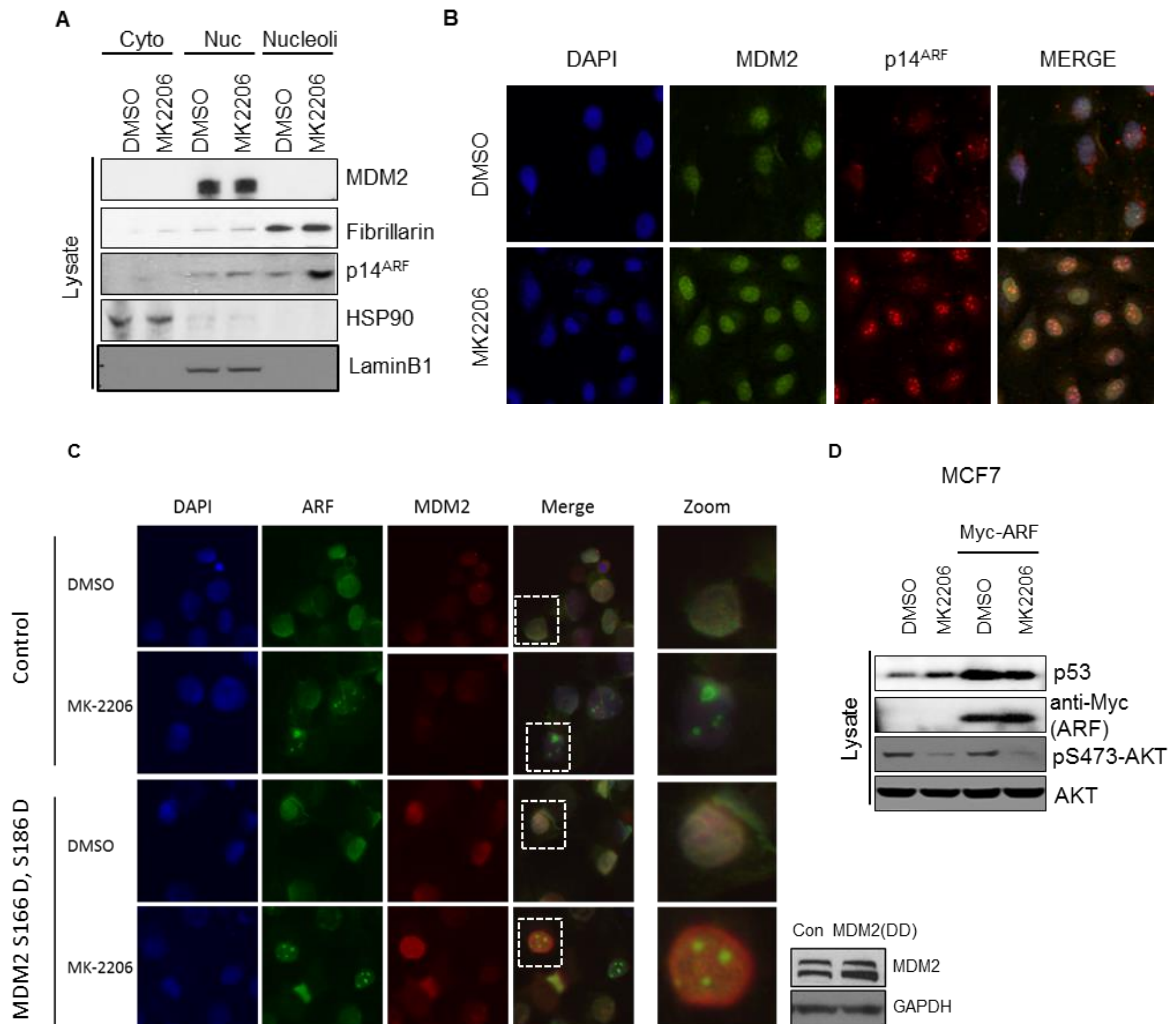 A
Cyto Nuc Nucleoli
DMSO MK2206 DMSO MK2206 DMSO MK2206
Lysate
MDM2
Fibrillarin
p14ARF
HSP90
LaminB1
B
DAPI MDM2 p14ARF MERGE
DMSO
MK2206
C
DAPI ARF MDM2 Merge Zoom
Control
DMSO
MK-2206
MDM2 S166 D, S186 D
DMSO
MK-2206
D
MCF7
Myc-ARF
DMSO MK2206 DMSO MK2206
Lysate
p53
anti-Myc
(ARF)
pS473-AKT
AKT
Con MDM2(DD)
MDM2
GAPDH